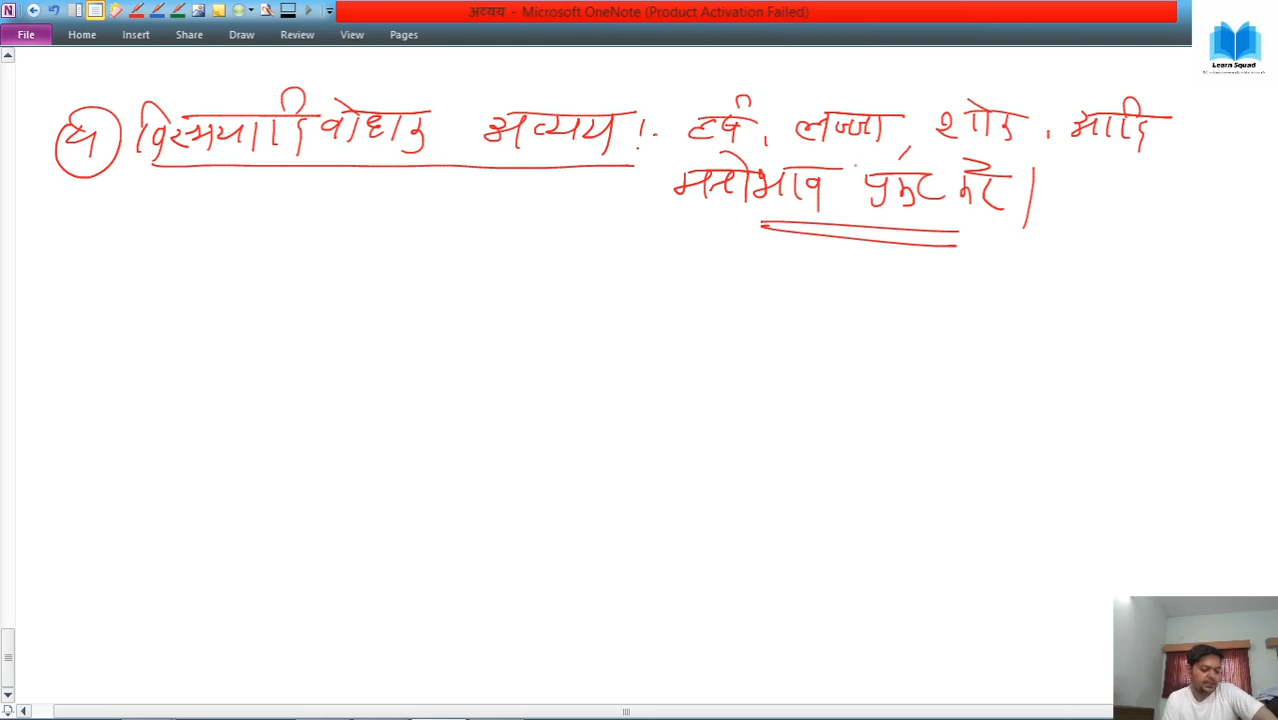 अव्यय - Microsoft OneNote (Product Activation Failed)
File Home Insert Share Draw Review View Pages
Learn Squad
घ विस्मयादिबोधक अव्यय :- हर्ष, लज्जा, शोक, आदि
मनोभाव प्रकट करे।